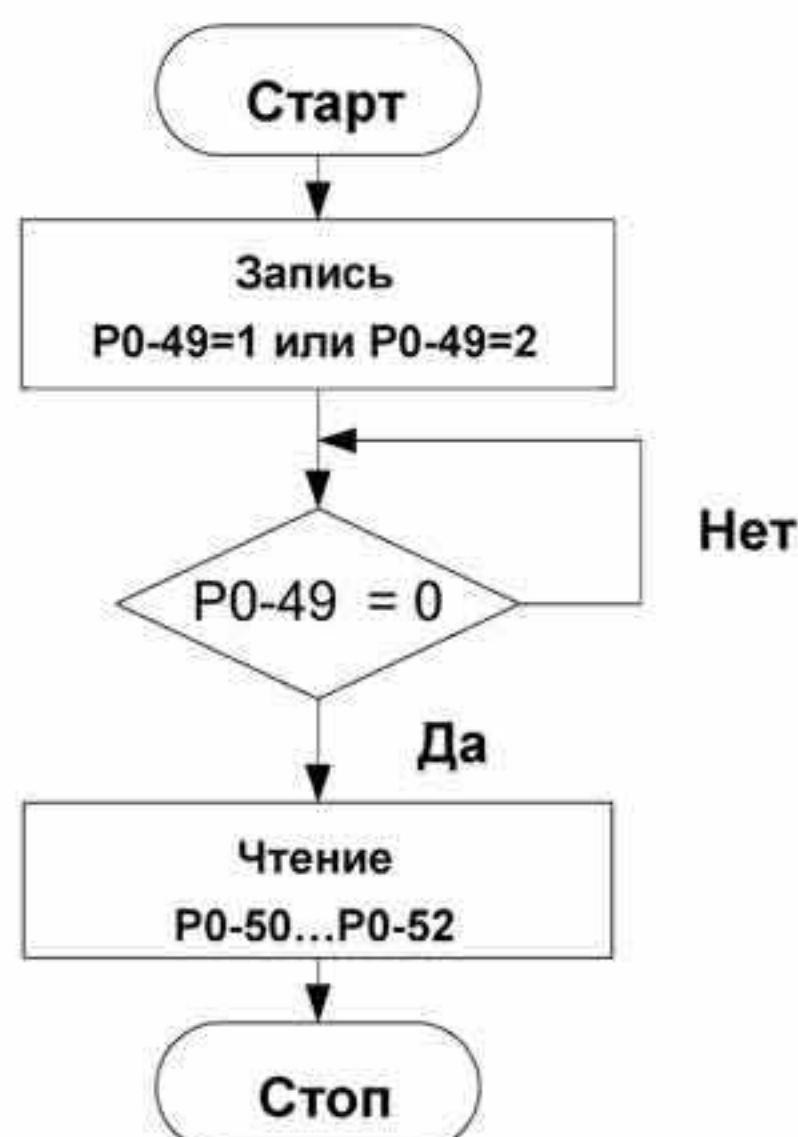 Старт
Запись
P0-49=1 или P0-49=2
Нет
P0-49 = 0
Да
Чтение
P0-50...P0-52
Стоп